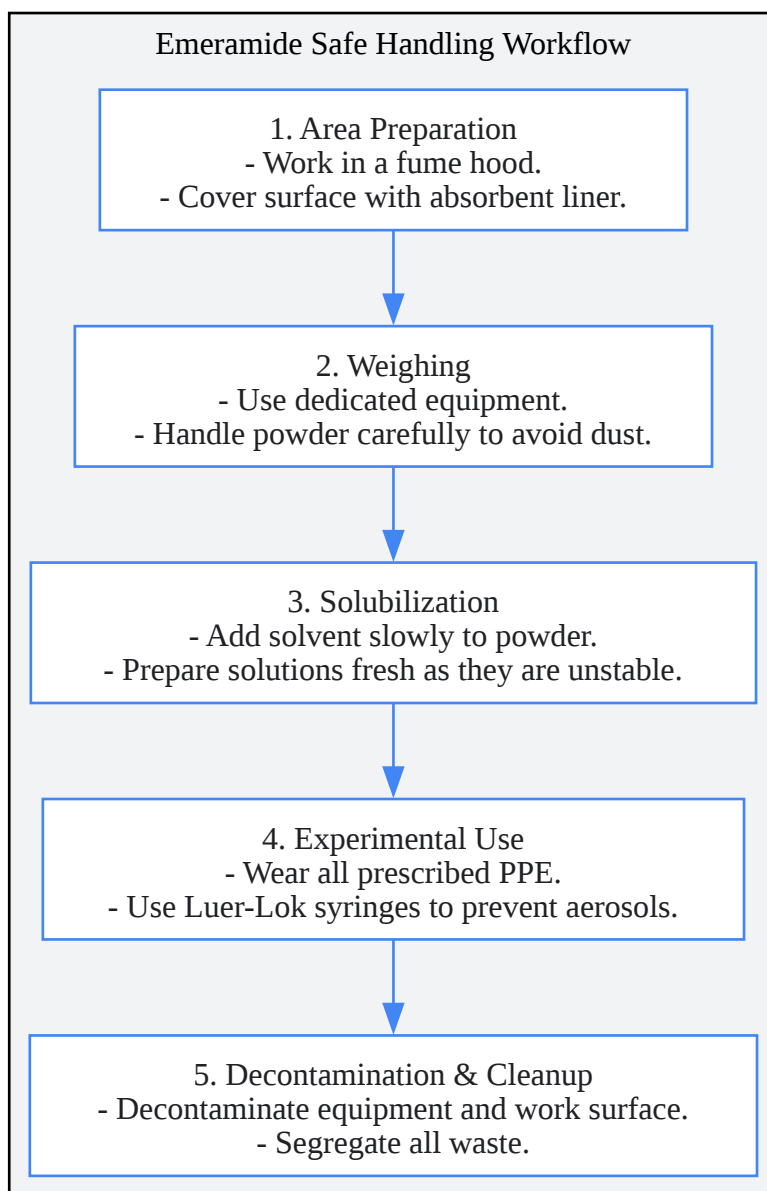 Emeramide Safe Handling Workflow
1. Area Preparation
- Work in a fume hood.
- Cover surface with absorbent liner.
2. Weighing
- Use dedicated equipment.
- Handle powder carefully to avoid dust.
3. Solubilization
- Add solvent slowly to powder.
- Prepare solutions fresh as they are unstable.
4. Experimental Use
- Wear all prescribed PPE.
- Use Luer-Lok syringes to prevent aerosols.
5. Decontamination & Cleanup
- Decontaminate equipment and work surface.
- Segregate all waste.